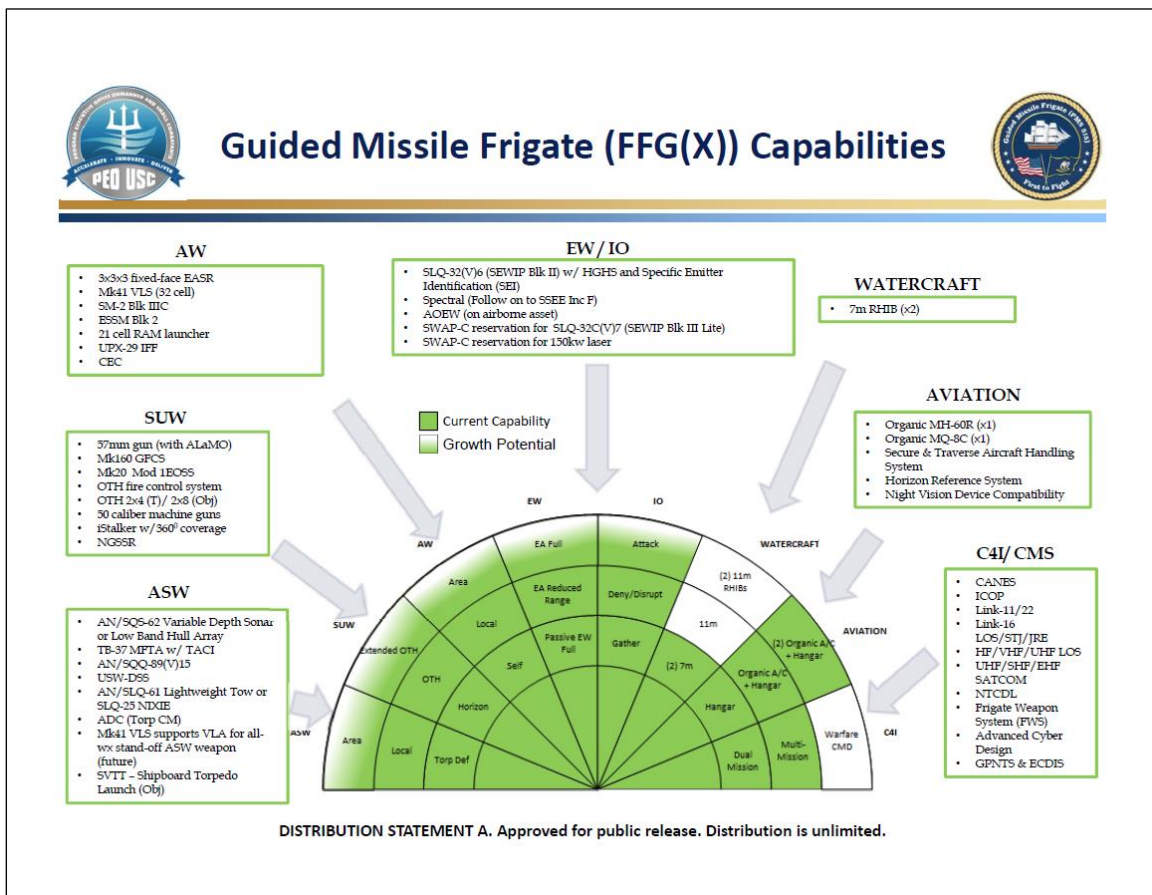 Guided Missile Frigate (FFG(X)) Capabilities
ACCELERATE - INNOVATE - DELIVER
PEO USC
Guided Missile Frigate (PMS 515)
First to Fight
AW
• 3x3x3 fixed-face EASR
• Mk41 VLS (32 cell)
• SM-2 Blk IIIC
• ESSM Blk 2
• 21 cell RAM launcher
• UPX-29 IFF
• CEC
EW / IO
• SLQ-32(V)6 (SEWIP Blk II) w/ HGHS and Specific Emitter
Identification (SEI)
• Spectral (Follow on to SSEE Inc F)
• AOEW (on airborne asset)
• SWAP-C reservation for SLQ-32C(V)7 (SEWIP Blk III Lite)
• SWAP-C reservation for 150kw laser
WATERCRAFT
• 7m RHIB (x2)
SUW
• 57mm gun (with ALaMO)
• Mk160 GFCS
• Mk20 Mod 1EOSS
• OTH fire control system
• OTH 2x4 (T)/ 2x8 (Obj)
• 50 caliber machine guns
• iStalker w/360⁰ coverage
• NGSSR
AVIATION
• Organic MH-60R (x1)
• Organic MQ-8C (x1)
• Secure & Traverse Aircraft Handling
System
• Horizon Reference System
• Night Vision Device Compatibility
ASW
• AN/SQS-62 Variable Depth Sonar
or Low Band Hull Array
• TB-37 MFTA w/ TACI
• AN/SQQ-89(V)15
• USW-DSS
• AN/SLQ-61 Lightweight Tow or
SLQ-25 NIXIE
• ADC (Torp CM)
• Mk41 VLS supports VLA for all-
wx stand-off ASW weapon
(future)
• SVTT – Shipboard Torpedo
Launch (Obj)
C4I/ CMS
• CANES
• ICOP
• Link-11/22
• Link-16
LOS/STJ/JRE
• HF/VHF/UHF LOS
• UHF/SHF/EHF
SATCOM
• NTCDL
• Frigate Weapon
System (FWS)
• Advanced Cyber
Design
• GPNTS & ECDIS
Current Capability
Growth Potential
EW
IO
AW
WATERCRAFT
SUW
AVIATION
ASW
C4I
EA Full
Attack
Area
(2) 11m
RHIBs
EA Reduced
Range
Deny/Disrupt
Local
11m
Extended OTH
Passive EW
Full
Gather
(2) Organic A/C
+ Hangar
OTH
Self
(2) 7m
Organic A/C
+ Hangar
Horizon
Hangar
Area
Local
Torp Def
Dual
Mission
Multi-
Mission
Warfare
CMD
DISTRIBUTION STATEMENT A. Approved for public release. Distribution is unlimited.